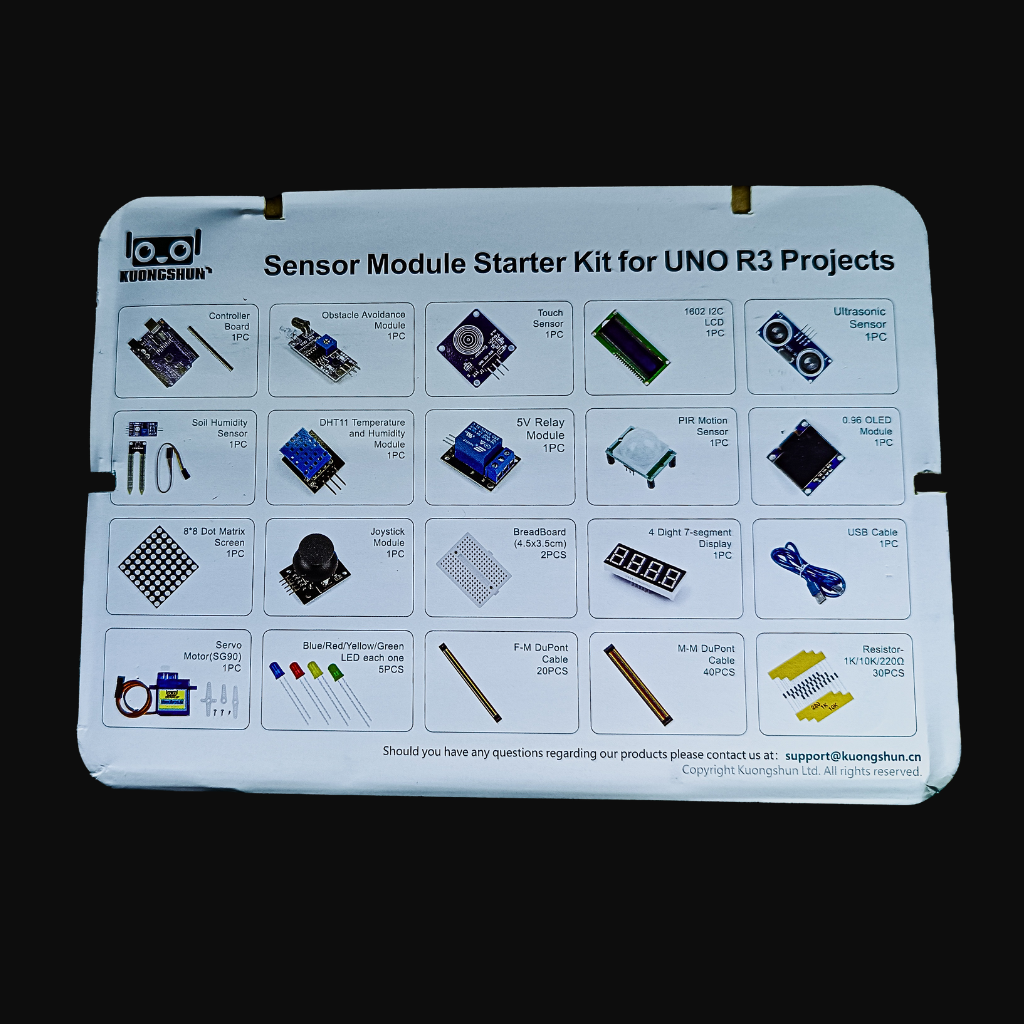 KUONGSHUN
Sensor Module Starter Kit for UNO R3 Projects
Controller
Board
1PC
Obstacle Avoidance
Module
1PC
Touch
Sensor
1PC
1602 I2C
LCD
1PC
Ultrasonic
Sensor
1PC
Soil Humidity
Sensor
1PC
DHT11 Temperature
and Humidity
Module
1PC
5V Relay
Module
1PC
PIR Motion
Sensor
1PC
0.96 OLED
Module
1PC
8*8 Dot Matrix
Screen
1PC
Joystick
Module
1PC
BreadBoard
(4.5x3.5cm)
2PCS
4 Dight 7-segment
Display
1PC
USB Cable
1PC
Servo
Motor(SG90)
1PC
Blue/Red/Yellow/Green
LED each one
5PCS
F-M DuPont
Cable
20PCS
M-M DuPont
Cable
40PCS
Resistor-
1K/10K/220Ω
30PCS
220 1K 10K
Should you have any questions regarding our products please contact us at: support@kuongshun.cn
Copyright Kuongshun Ltd. All rights reserved.